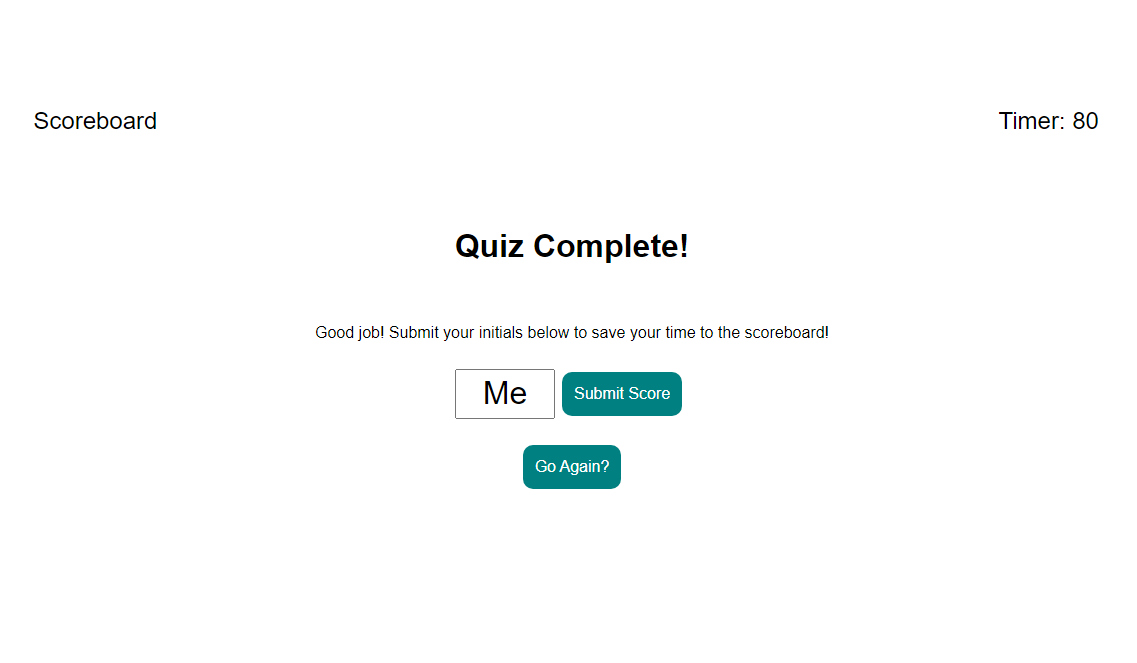 Scoreboard Timer: 80
Quiz Complete!
Good job! Submit your initials below to save your time to the scoreboard!
Me Submit Score
Go Again?